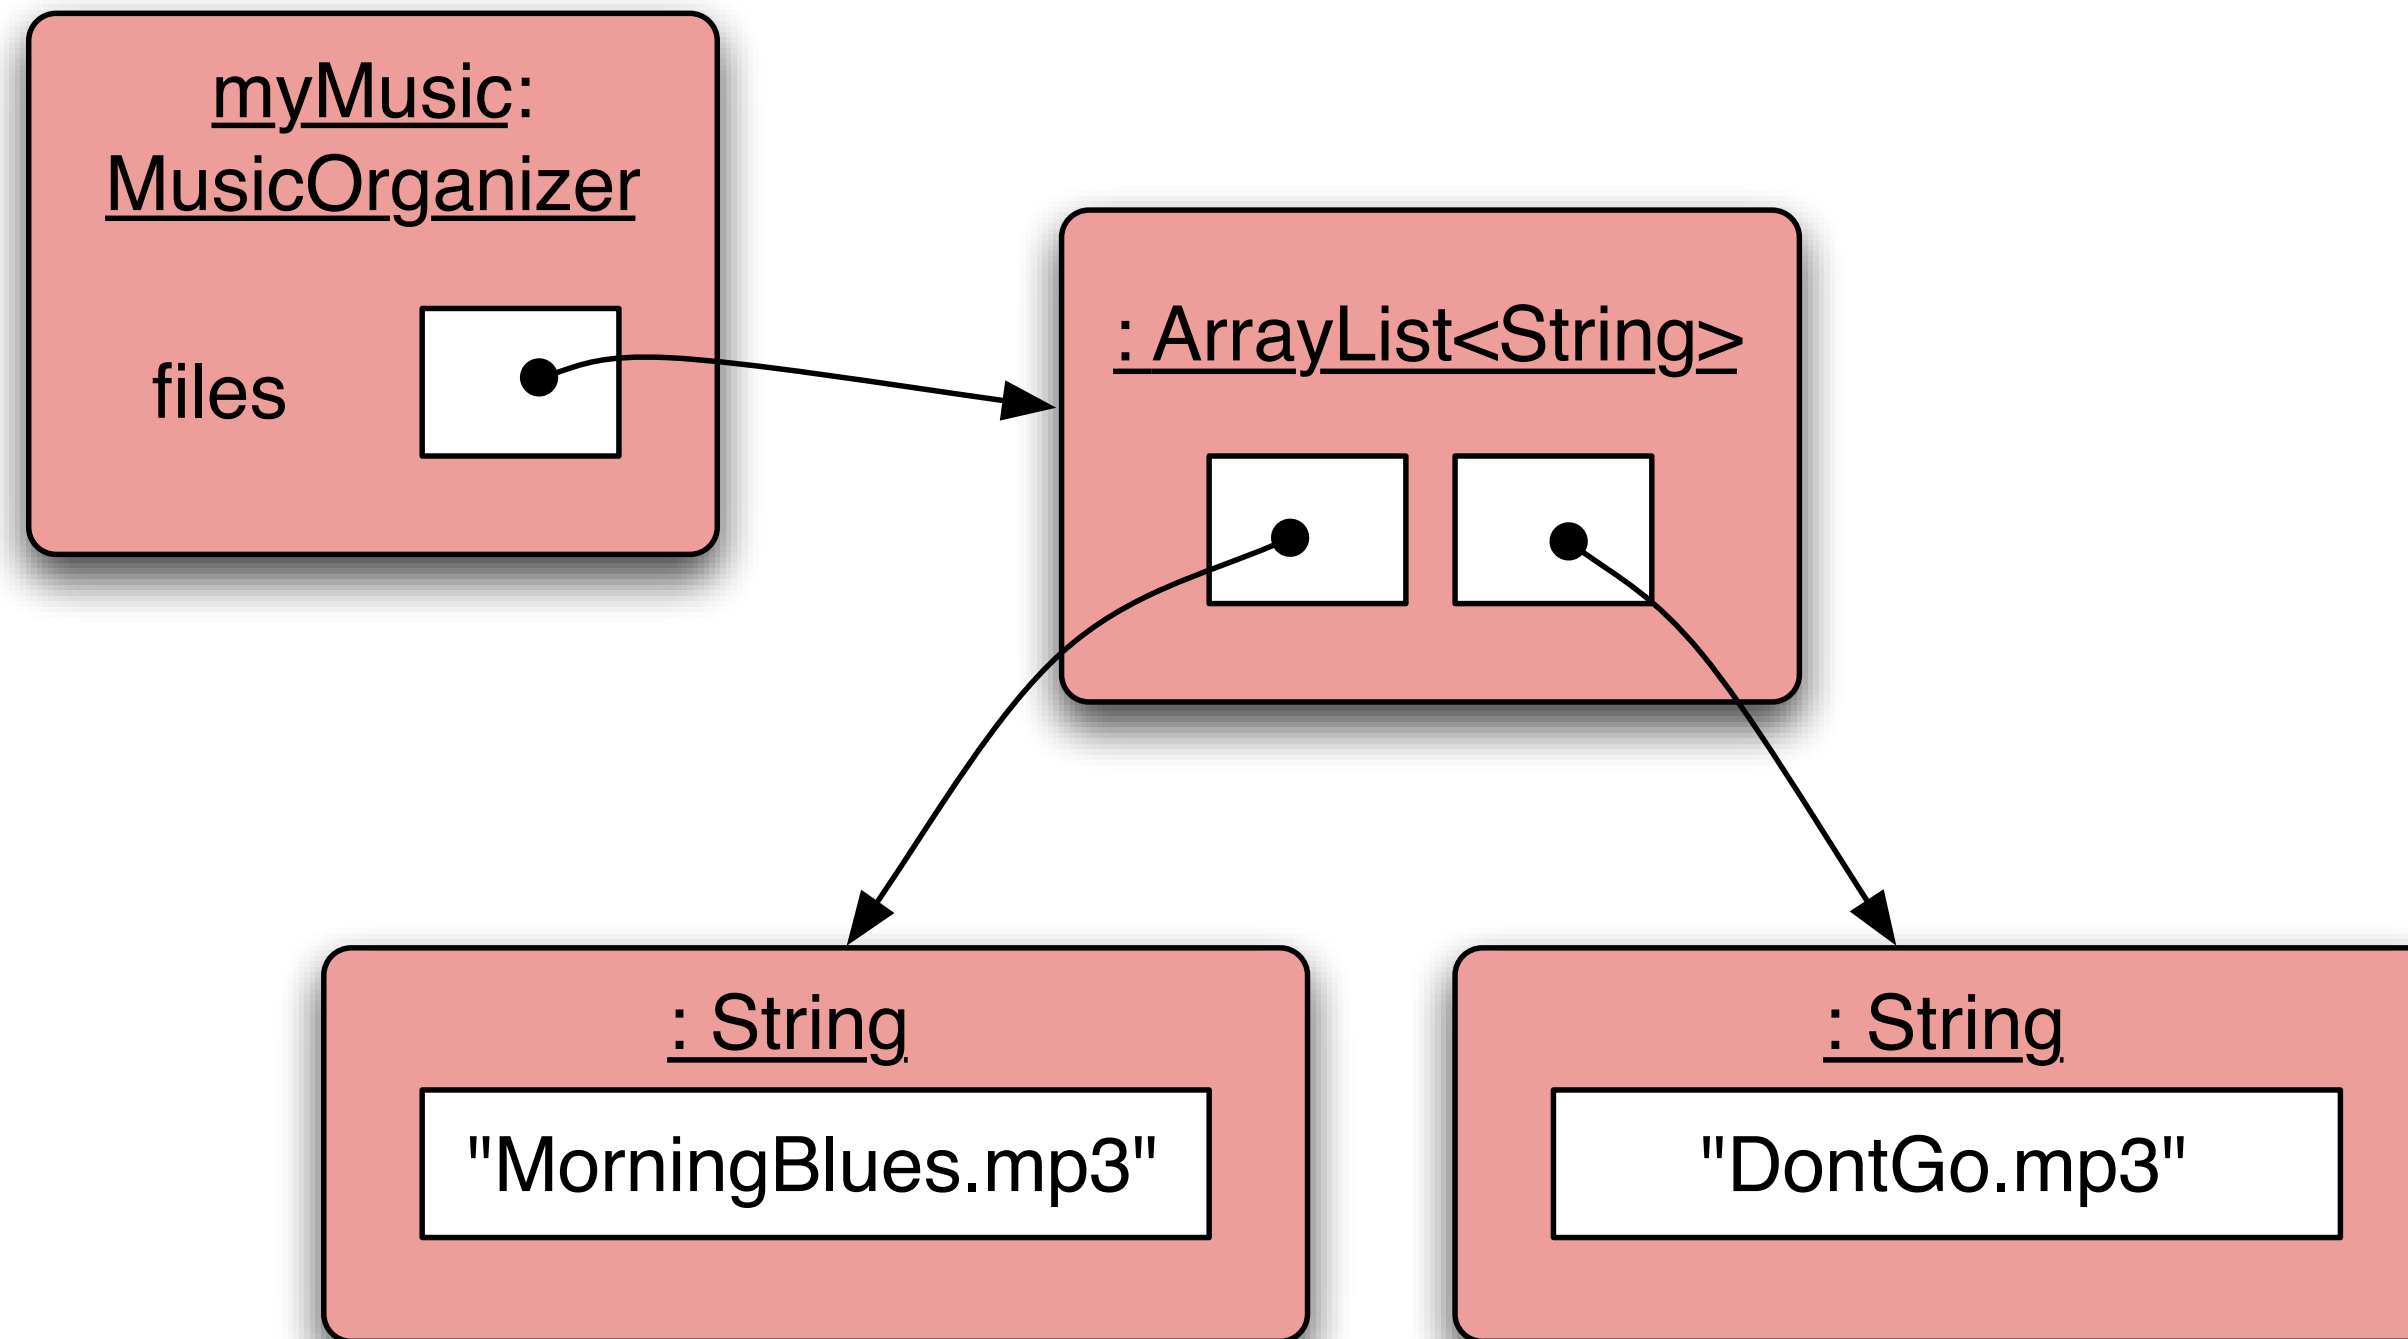 myMusic:
MusicOrganizer
files
: ArrayList<String>
: String
"MorningBlues.mp3"
: String
"DontGo.mp3"